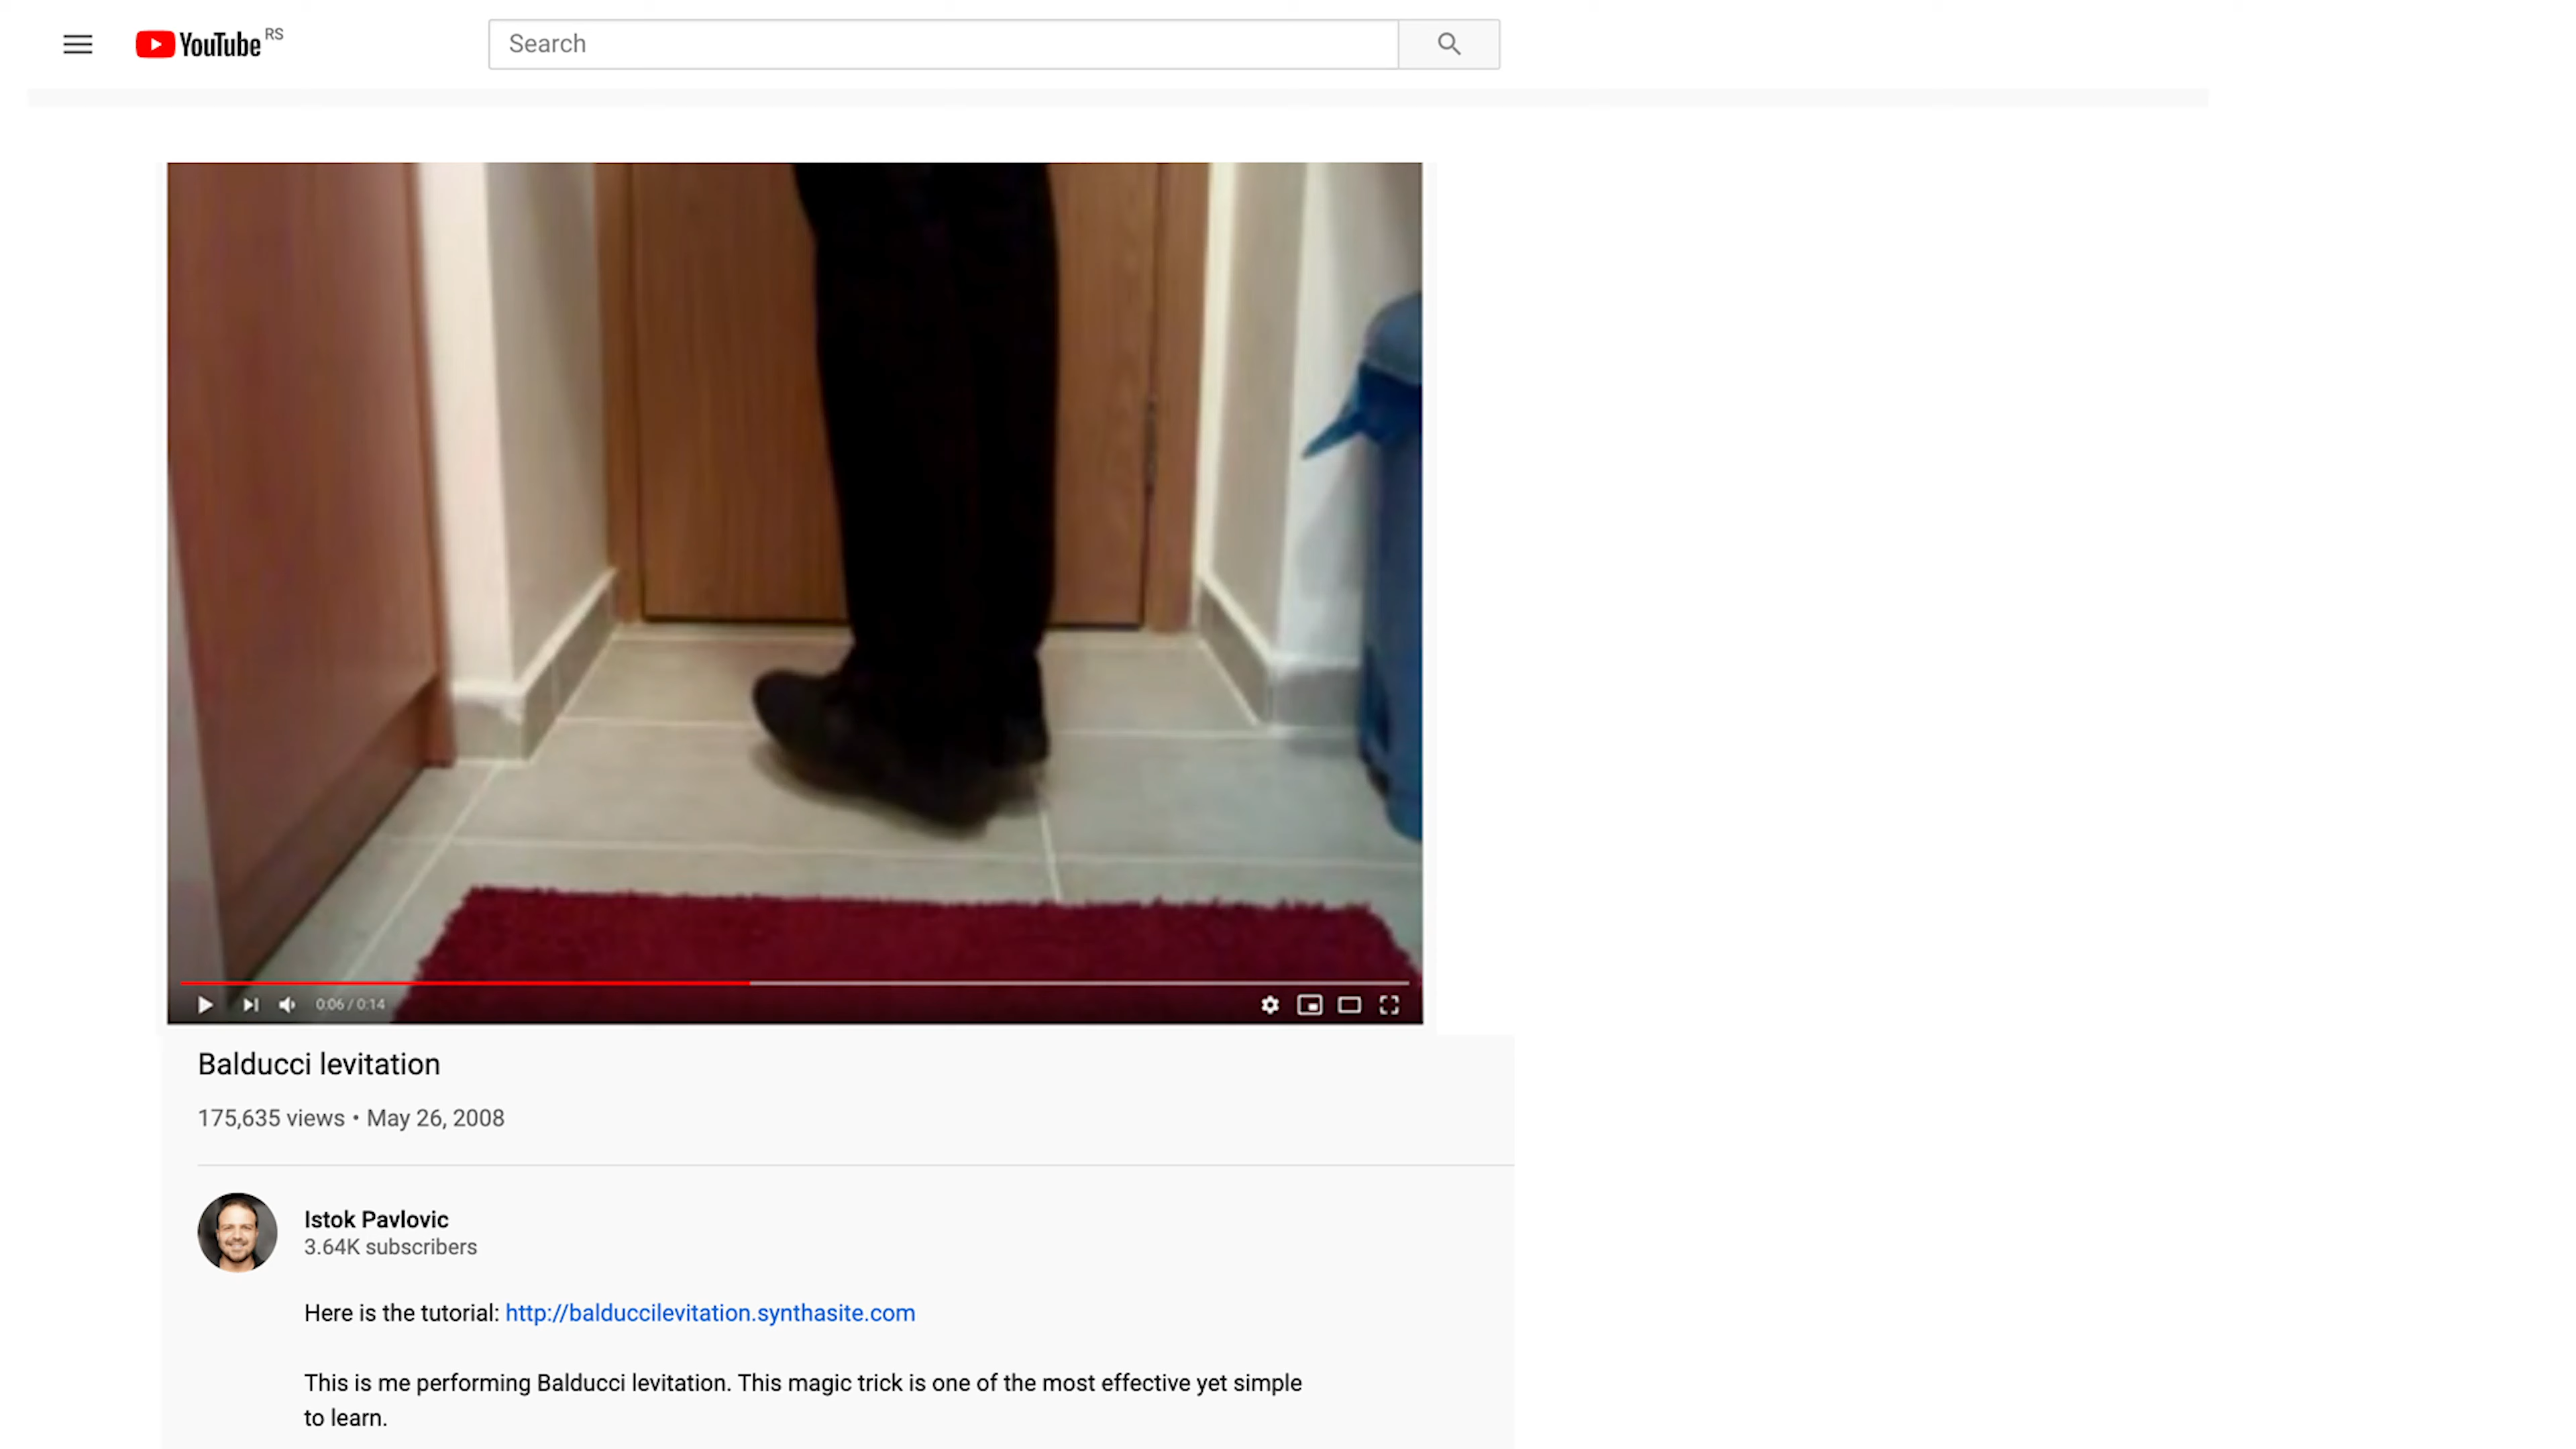 YouTube RS
Search
0:06 / 0:14
Balducci levitation
175,635 views • May 26, 2008
Istok Pavlovic
3.64K subscribers
Here is the tutorial: http://balduccilevitation.synthasite.com
This is me performing Balducci levitation. This magic trick is one of the most effective yet simple
to learn.